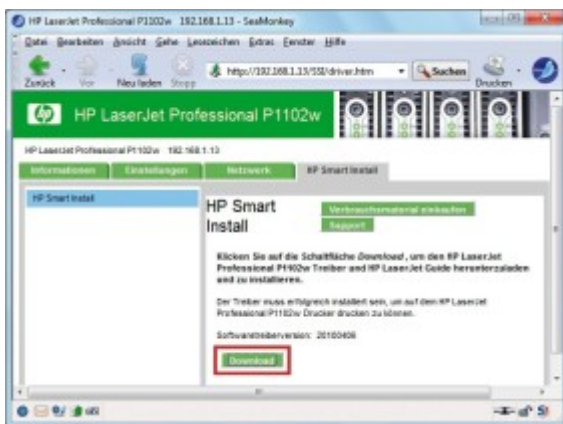 HP LaserJet Professional P1102w 192.168.1.13 - SeaMonkey
Datei Bearbeiten Ansicht Gehe Lesezeichen Extras Fenster Hilfe
Zurück Vor Neu laden Stopp
http://192.168.1.13/SSI/driver.htm
Suchen
Drucken
hp
HP LaserJet Professional P1102w
HP LaserJet Professional P1102w 192.168.1.13
Informationen
Einstellungen
Netzwerk
HP Smart Install
HP Smart Install
HP Smart
Install
Verbrauchsmaterial einkaufen
Support
Klicken Sie auf die Schaltfläche Download, um den HP LaserJet
Professional P1102w Treiber und HP LaserJet Guide herunterzuladen
und zu installieren.
Der Treiber muss erfolgreich installiert sein, um auf dem HP LaserJet
Professional P1102w Drucker drucken zu können.
Softwaretreiberversion: 20100406
Download